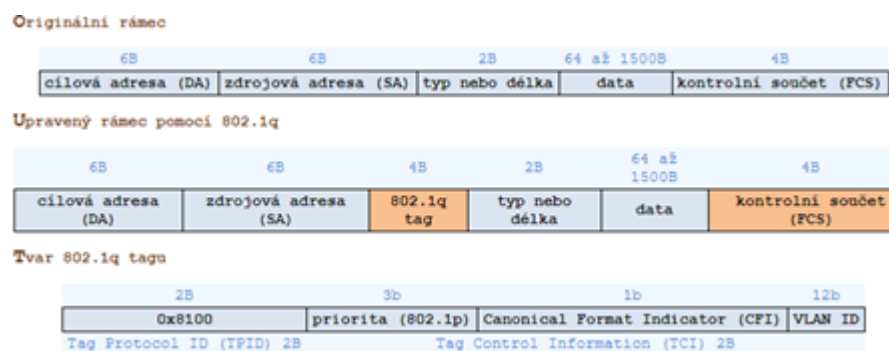 Originální rámec
6B 6B 2B 64 až 1500B 4B
cílová adresa (DA) zdrojová adresa (SA) typ nebo délka data kontrolní součet (FCS)
Upravený rámec pomocí 802.1q
6B 6B 4B 2B 64 až 1500B 4B
cílová adresa (DA) zdrojová adresa (SA) 802.1q tag typ nebo délka data kontrolní součet (FCS)
Tvar 802.1q tagu
2B 3b 1b 12b
0x8100 priorita (802.1p) Canonical Format Indicator (CFI) VLAN ID
Tag Protocol ID (TPID) 2B Tag Control Information (TCI) 2B